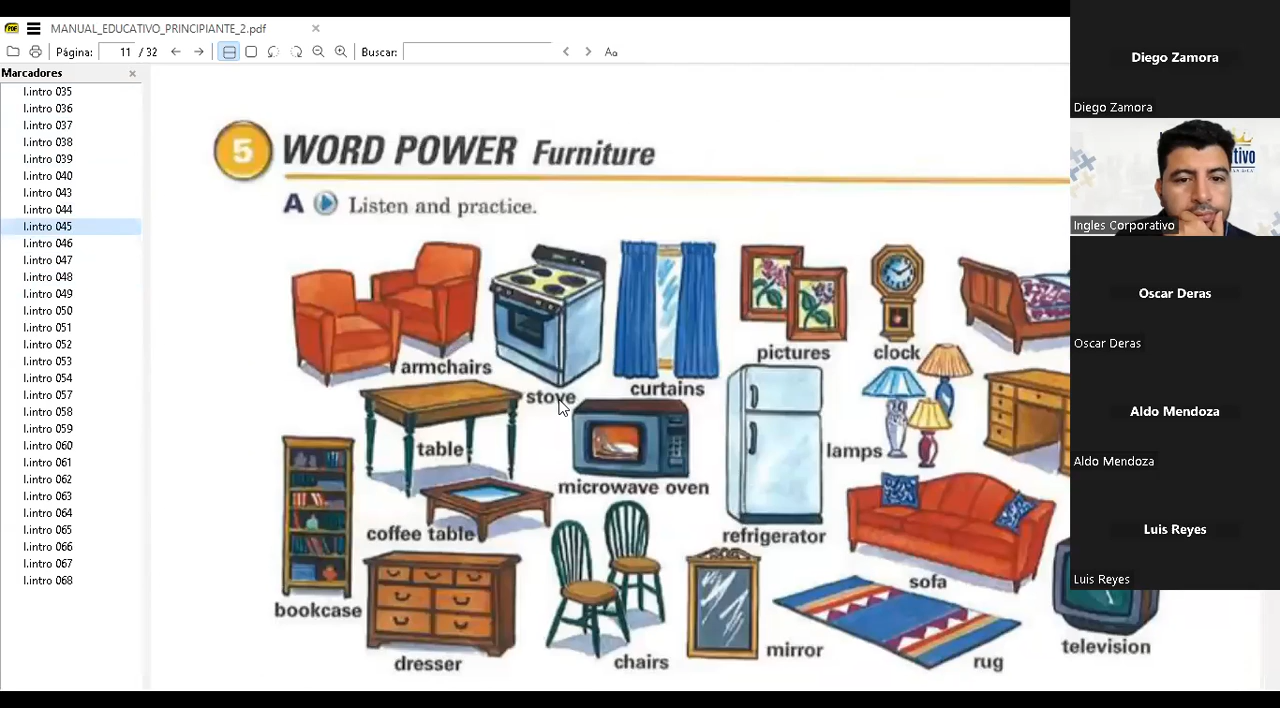 MANUAL_EDUCATIVO_PRINCIPIANTE_2.pdf
Página: 11 / 32 Buscar: Aa
Marcadores
I.intro 035
I.intro 036
I.intro 037
I.intro 038
I.intro 039
I.intro 040
I.intro 043
I.intro 044
I.intro 045
I.intro 046
I.intro 047
I.intro 048
I.intro 049
I.intro 050
I.intro 051
I.intro 052
I.intro 053
I.intro 054
I.intro 057
I.intro 058
I.intro 059
I.intro 060
I.intro 061
I.intro 062
I.intro 063
I.intro 064
I.intro 065
I.intro 066
I.intro 067
I.intro 068
5 WORD POWER Furniture
A Listen and practice.
armchairs
stove
curtains
pictures
clock
table
microwave oven
lamps
coffee table
refrigerator
sofa
bookcase
dresser
chairs
mirror
rug
television
Diego Zamora
Diego Zamora
tivo
Ingles Corporativo
Oscar Deras
Oscar Deras
Aldo Mendoza
Aldo Mendoza
Luis Reyes
Luis Reyes